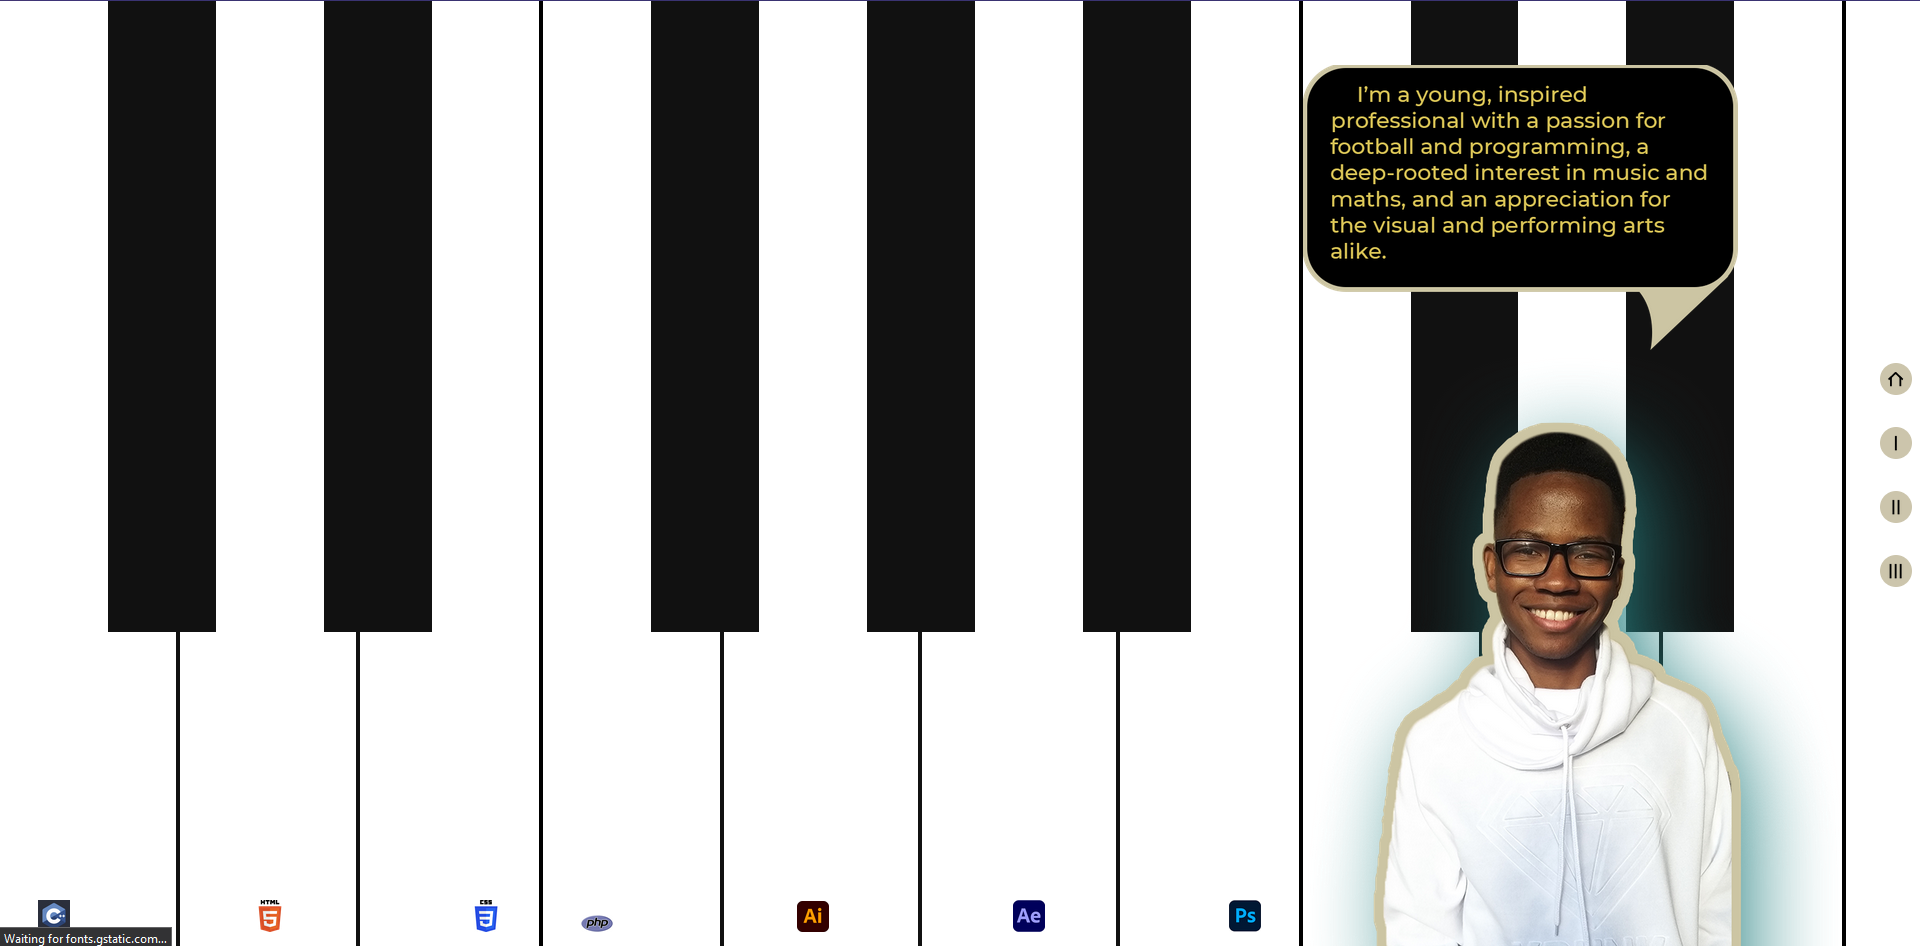 I’m a young, inspired
professional with a passion for
football and programming, a
deep-rooted interest in music and
maths, and an appreciation for
the visual and performing arts
alike.
I
II
III
C++
HTML
5
CSS
3
php
Ai
Ae
Ps
Waiting for fonts.gstatic.com...